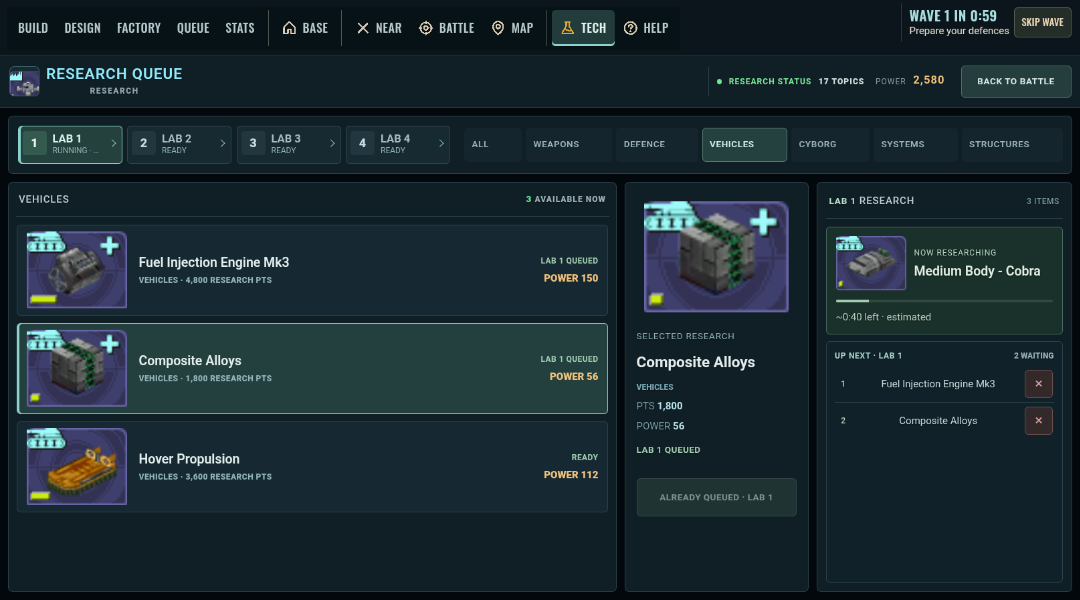 BUILD DESIGN FACTORY QUEUE STATS BASE NEAR BATTLE MAP TECH HELP
WAVE 1 IN 0:59
Prepare your defences
SKIP WAVE
RESEARCH QUEUE
RESEARCH
RESEARCH STATUS 17 TOPICS POWER 2,580
BACK TO BATTLE
1 LAB 1
RUNNING · ...
2 LAB 2
READY
3 LAB 3
READY
4 LAB 4
READY
ALL WEAPONS DEFENCE VEHICLES CYBORG SYSTEMS STRUCTURES
VEHICLES
3 AVAILABLE NOW
Fuel Injection Engine Mk3
VEHICLES · 4,800 RESEARCH PTS
LAB 1 QUEUED
POWER 150
Composite Alloys
VEHICLES · 1,800 RESEARCH PTS
LAB 1 QUEUED
POWER 56
Hover Propulsion
VEHICLES · 3,600 RESEARCH PTS
READY
POWER 112
SELECTED RESEARCH
Composite Alloys
VEHICLES
PTS 1,800
POWER 56
LAB 1 QUEUED
ALREADY QUEUED · LAB 1
LAB 1 RESEARCH
3 ITEMS
NOW RESEARCHING
Medium Body - Cobra
~0:40 left · estimated
UP NEXT · LAB 1
2 WAITING
1 Fuel Injection Engine Mk3 ×
2 Composite Alloys ×